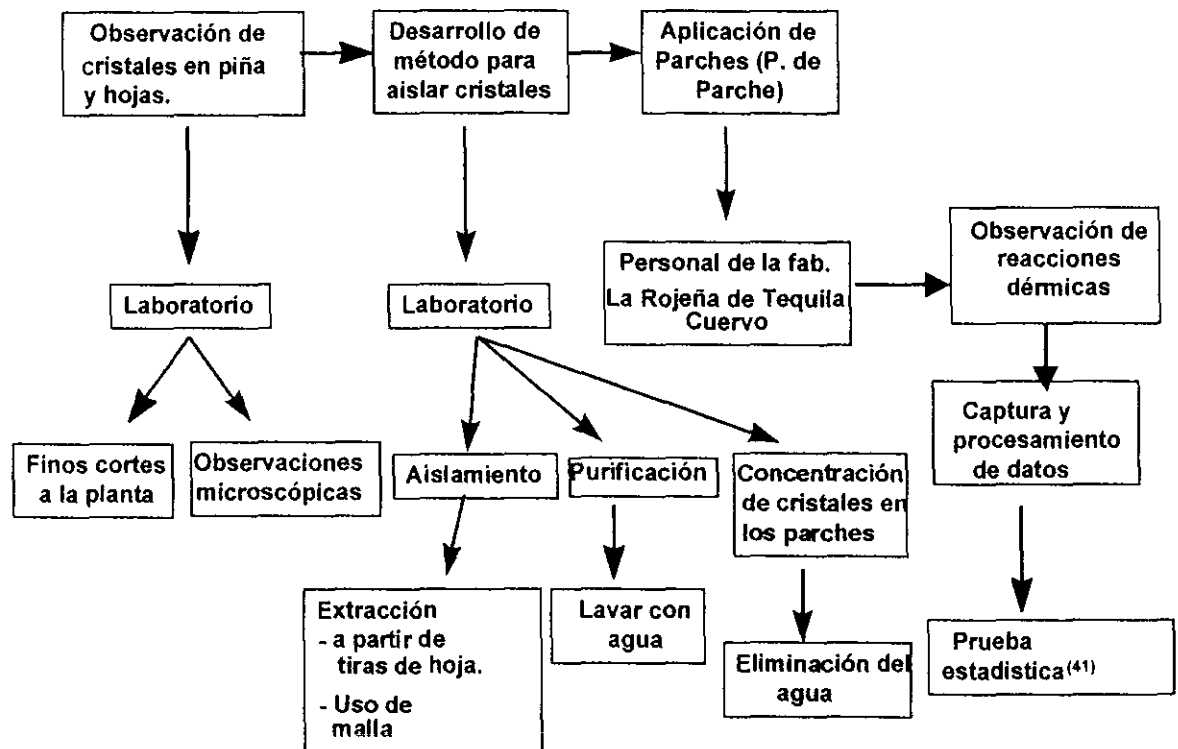 Observación de
cristales en piña
y hojas.
Desarrollo de
método para
aislar cristales
Aplicación de
Parches (P. de
Parche)
Laboratorio
Laboratorio
Personal de la fab.
La Rojeña de Tequila
Cuervo
Observación de
reacciones
dérmicas
Finos cortes
a la planta
Observaciones
microscópicas
Aislamiento
Purificación
Concentración
de cristales en
los parches
Captura y
procesamiento
de datos
Extracción
- a partir de
tiras de hoja.
- Uso de
malla
Lavar con
agua
Eliminación del
agua
Prueba
estadistica(41)